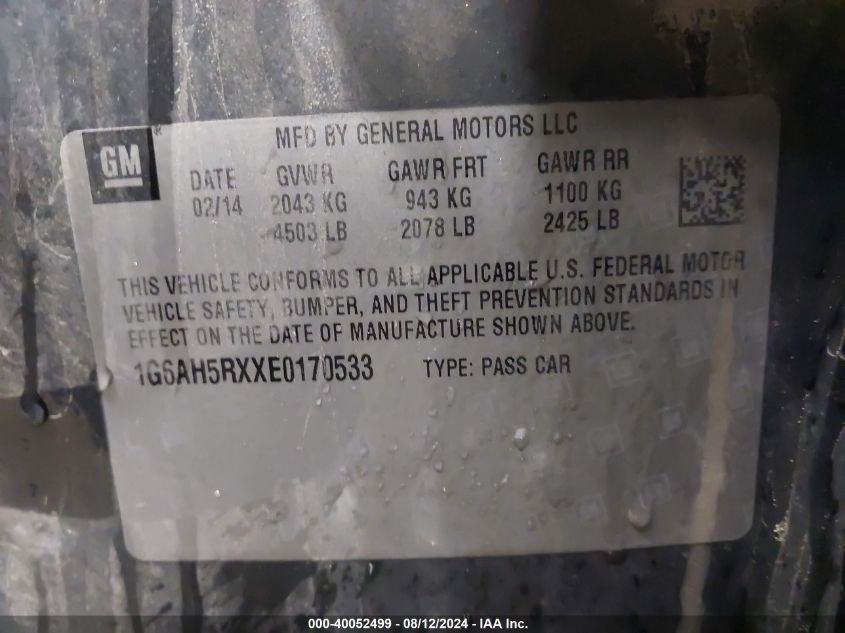 MFD BY GENERAL MOTORS LLC
GM®
DATE GVWR GAWR FRT GAWR RR
02/14 2043 KG 943 KG 1100 KG
4503 LB 2078 LB 2425 LB
THIS VEHICLE CONFORMS TO ALL APPLICABLE U.S. FEDERAL MOTOR
VEHICLE SAFETY, BUMPER, AND THEFT PREVENTION STANDARDS IN
EFFECT ON THE DATE OF MANUFACTURE SHOWN ABOVE.
1G6AH5RXXE0170533 TYPE: PASS CAR
000-40052499 - 08/12/2024 - IAA Inc.